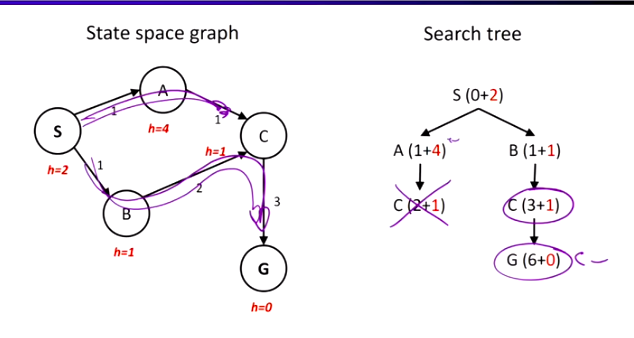 State space graph
Search tree
A
1
h=4
1
S
h=2
C
h=1
1
B
h=1
2
3
G
h=0
S (0+2)
A (1+4)
B (1+1)
C (2+1)
C (3+1)
G (6+0)